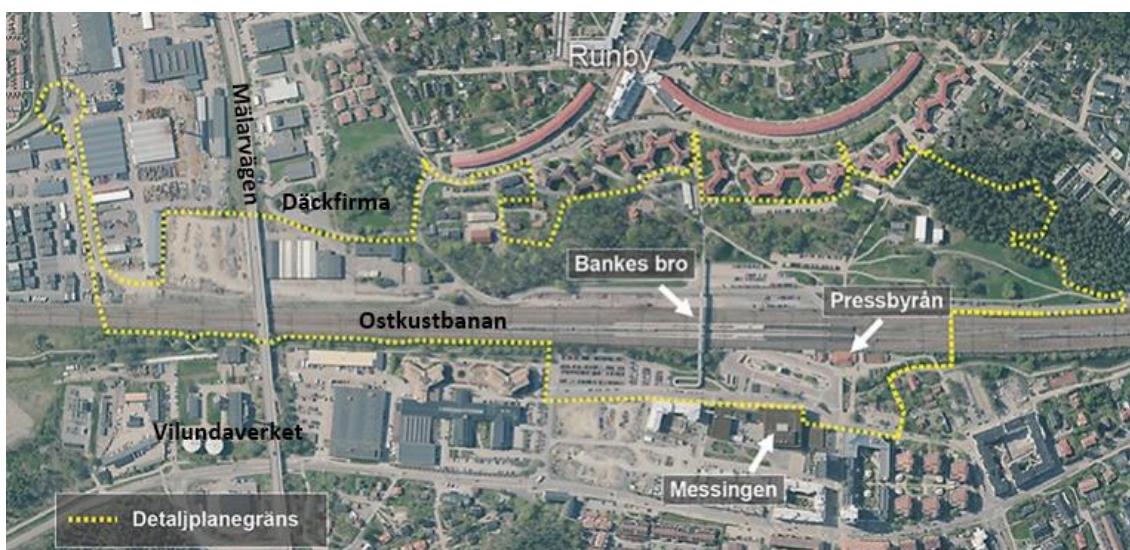 Runby
Mälarvägen
Däckfirma
Bankes bro
Pressbyrån
Ostkustbanan
Vilundaverket
Messingen
Detaljplanegräns